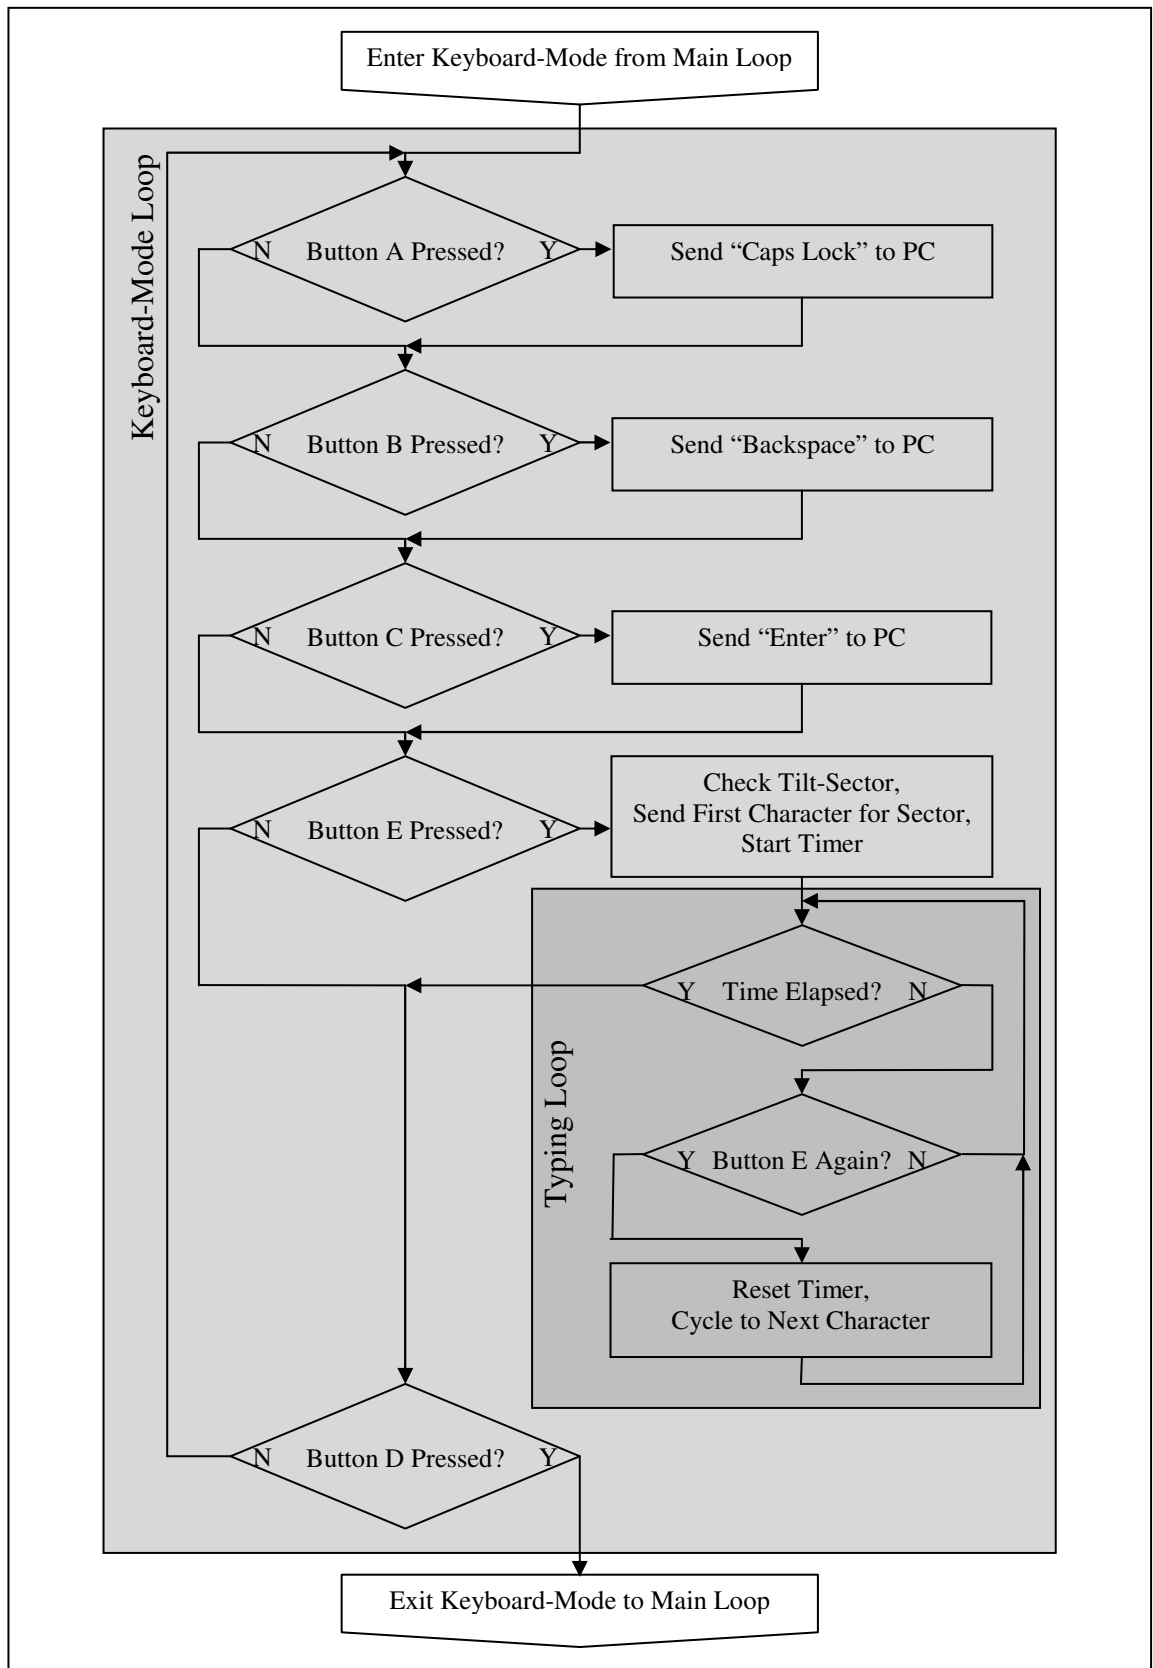 Enter Keyboard-Mode from Main Loop
Keyboard-Mode Loop
N Button A Pressed? Y
Send “Caps Lock” to PC
N Button B Pressed? Y
Send “Backspace” to PC
N Button C Pressed? Y
Send “Enter” to PC
N Button E Pressed? Y
Check Tilt-Sector,
Send First Character for Sector,
Start Timer
Typing Loop
Y Time Elapsed? N
Y Button E Again? N
Reset Timer,
Cycle to Next Character
N Button D Pressed? Y
Exit Keyboard-Mode to Main Loop